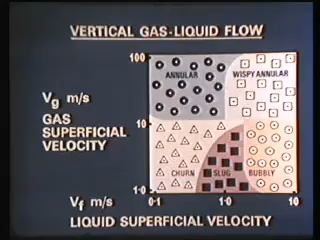 VERTICAL GAS-LIQUID FLOW
100
ANNULAR
WISPY ANNULAR
Vg m/s
GAS
SUPERFICIAL
VELOCITY
10
CHURN
SLUG
BUBBLY
1·0
0·1
1·0
10
Vf m/s
LIQUID SUPERFICIAL VELOCITY